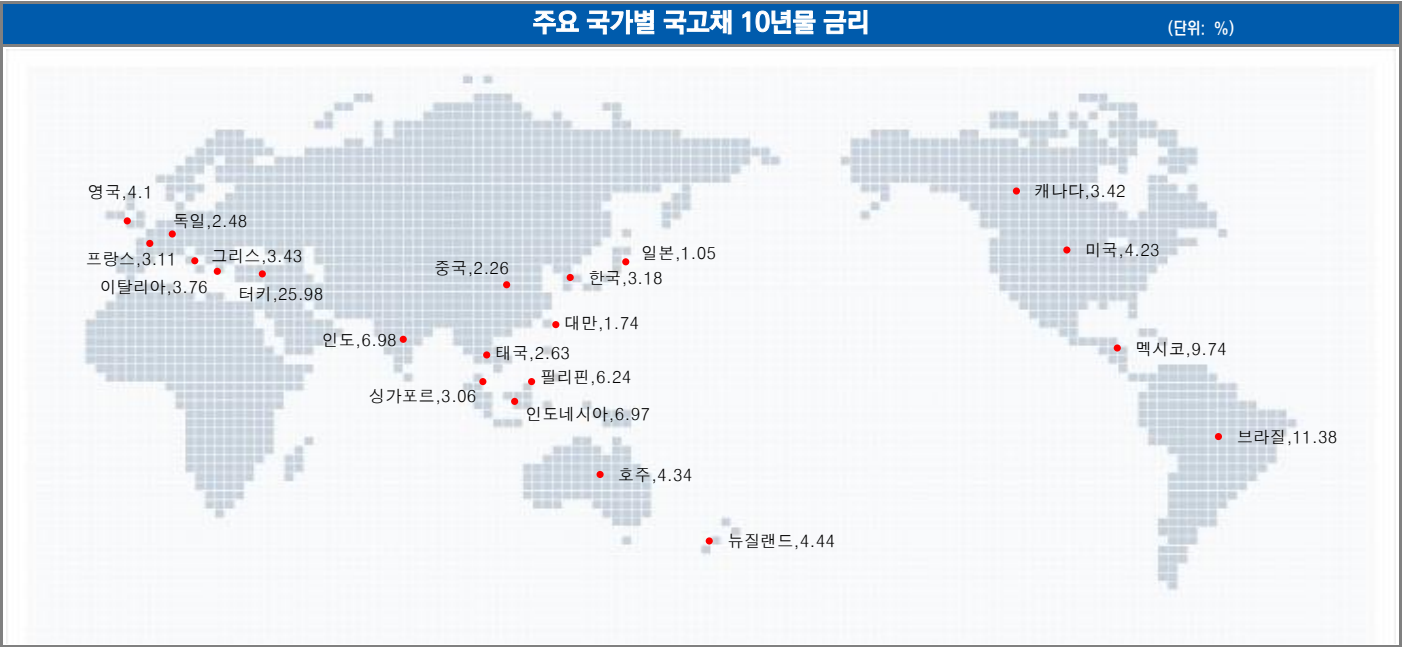 주요 국가별 국고채 10년물 금리
(단위: %)
영국,4.1
캐나다,3.42
독일,2.48
미국,4.23
일본,1.05
그리스,3.43
프랑스,3.11
중국,2.26
한국,3.18
이탈리아,3.76
터키,25.98
대만,1.74
인도,6.98
멕시코,9.74
태국,2.63
필리핀,6.24
싱가포르,3.06
인도네시아,6.97
브라질,11.38
호주,4.34
뉴질랜드,4.44